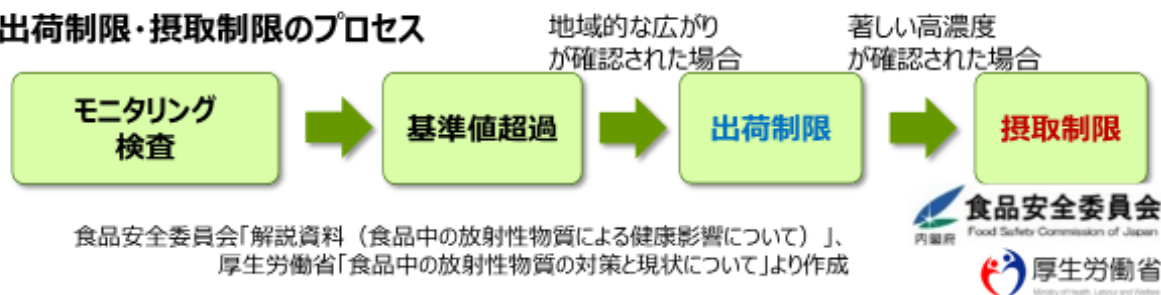 出荷制限・摂取制限のプロセス
地域的な広がり
が確認された場合
著しい高濃度
が確認された場合
モニタリング
検査
基準値超過
出荷制限
摂取制限
食品安全委員会「解説資料（食品中の放射性物質による健康影響について）」、
厚生労働省「食品中の放射性物質の対策と現状について」より作成
内閣府
食品安全委員会
Food Safety Commission of Japan
厚生労働省
Ministry of Health, Labour and Welfare